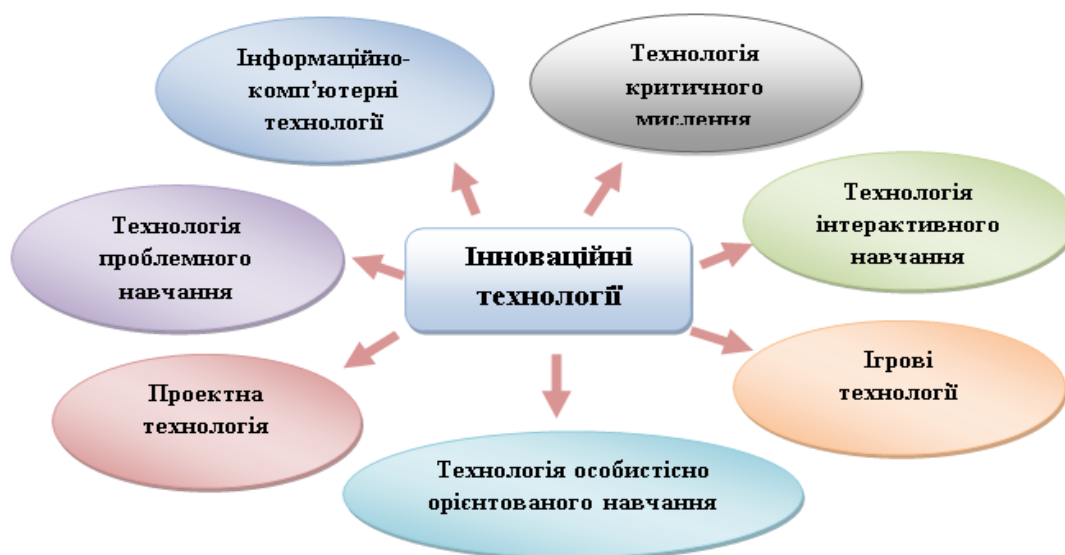 Інформаційно-
комп’ютерні
технології
Технологія
критичного
мислення
Технологія
проблемного
навчання
Інноваційні
технології
Технологія
інтерактивного
навчання
Проектна
технологія
Ігрові
технології
Технологія особистісно
орієнтованого навчання